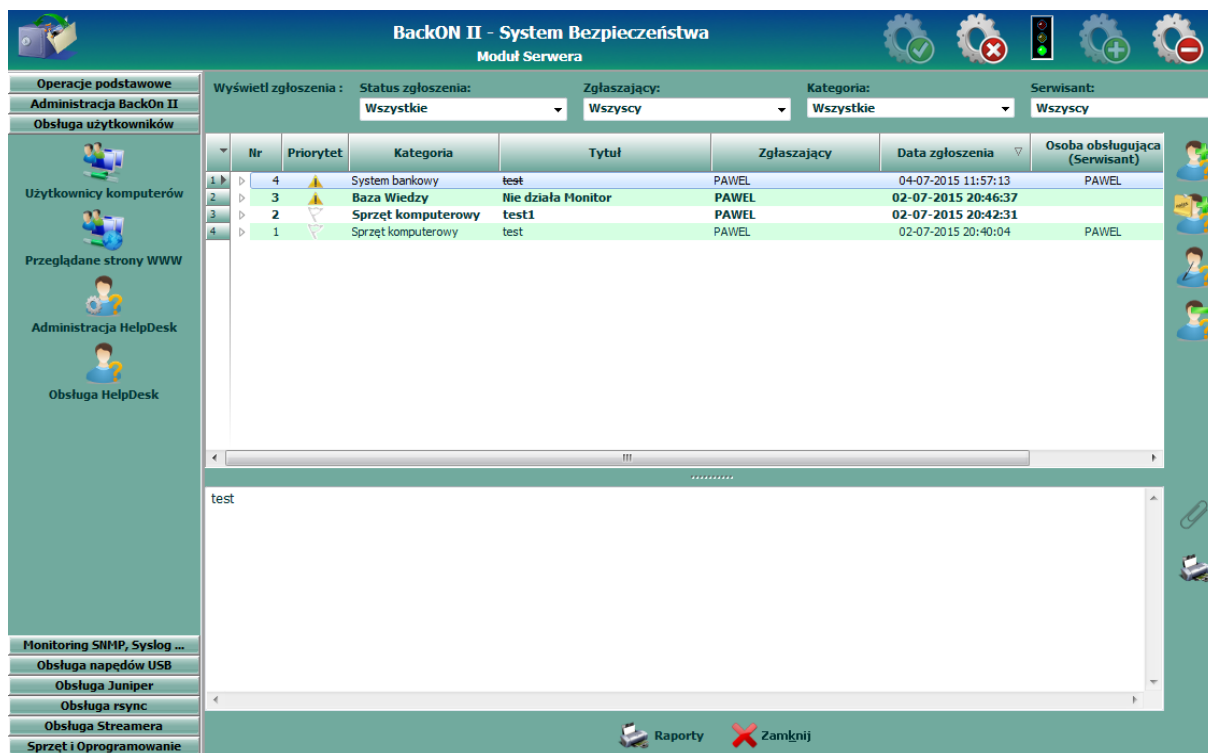 BackON II - System Bezpieczeństwa
Moduł Serwera
Operacje podstawowe
Administracja BackOn II
Obsługa użytkowników
Użytkownicy komputerów
Przeglądane strony WWW
Administracja HelpDesk
Obsługa HelpDesk
Monitoring SNMP, Syslog ...
Obsługa napędów USB
Obsługa Juniper
Obsługa rsync
Obsługa Streamera
Sprzęt i Oprogramowanie
Wyświetl zgłoszenia : Status zgłoszenia: Zgłaszający: Kategoria: Serwisant:
Wszystkie Wszyscy Wszystkie Wszyscy
Nr Priorytet Kategoria Tytuł Zgłaszający Data zgłoszenia Osoba obsługująca
(Serwisant)
1 4 System bankowy test PAWEL 04-07-2015 11:57:13 PAWEL
2 3 Baza Wiedzy Nie działa Monitor PAWEL 02-07-2015 20:46:37
3 2 Sprzęt komputerowy test1 PAWEL 02-07-2015 20:42:31
4 1 Sprzęt komputerowy test PAWEL 02-07-2015 20:40:04 PAWEL
test
Raporty Zamknij